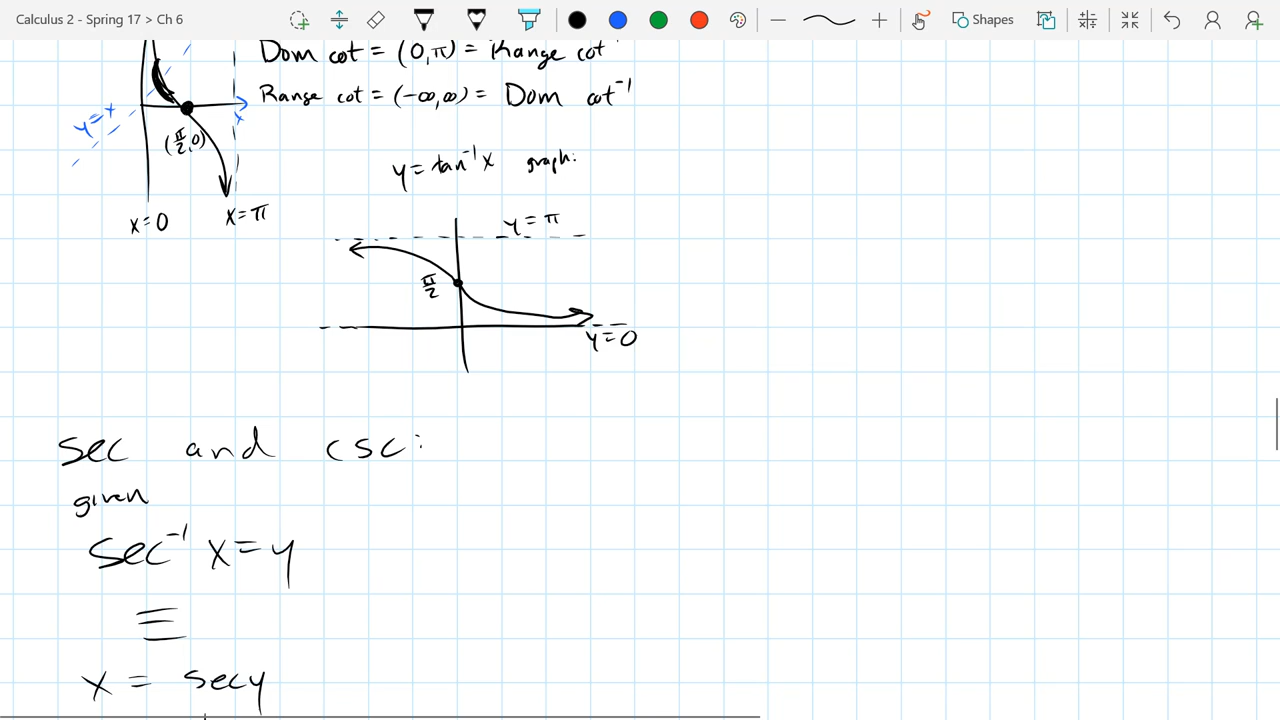 Calculus 2 - Spring 17 > Ch 6
Shapes
Dom cot = (0,π) = Range cot⁻¹
Range cot = (-∞,∞) = Dom cot⁻¹
y=x
x
(π/2,0)
x=0
x=π
y=tan⁻¹x graph:
y=π
π/2
y=0
sec and csc:
given
sec⁻¹ x=y
≡
x = sec y